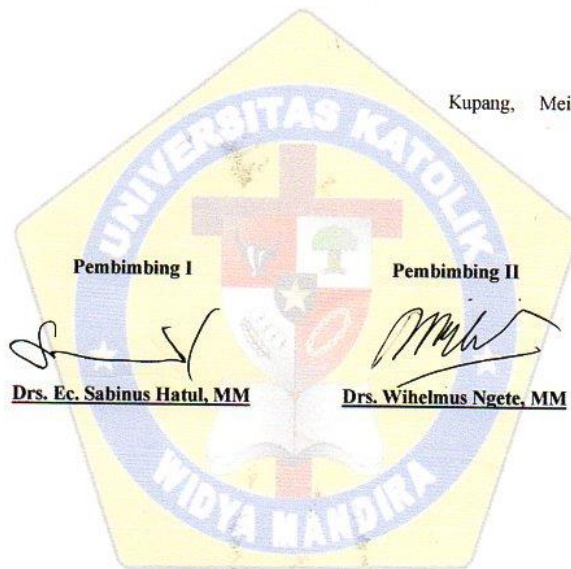 Kupang, Mei
UNIVERSITAS KATOLIK
Pembimbing I Pembimbing II
Drs. Ec. Sabinus Hatul, MM Drs. Wihelmus Ngete, MM
WIDYA MANDIRA